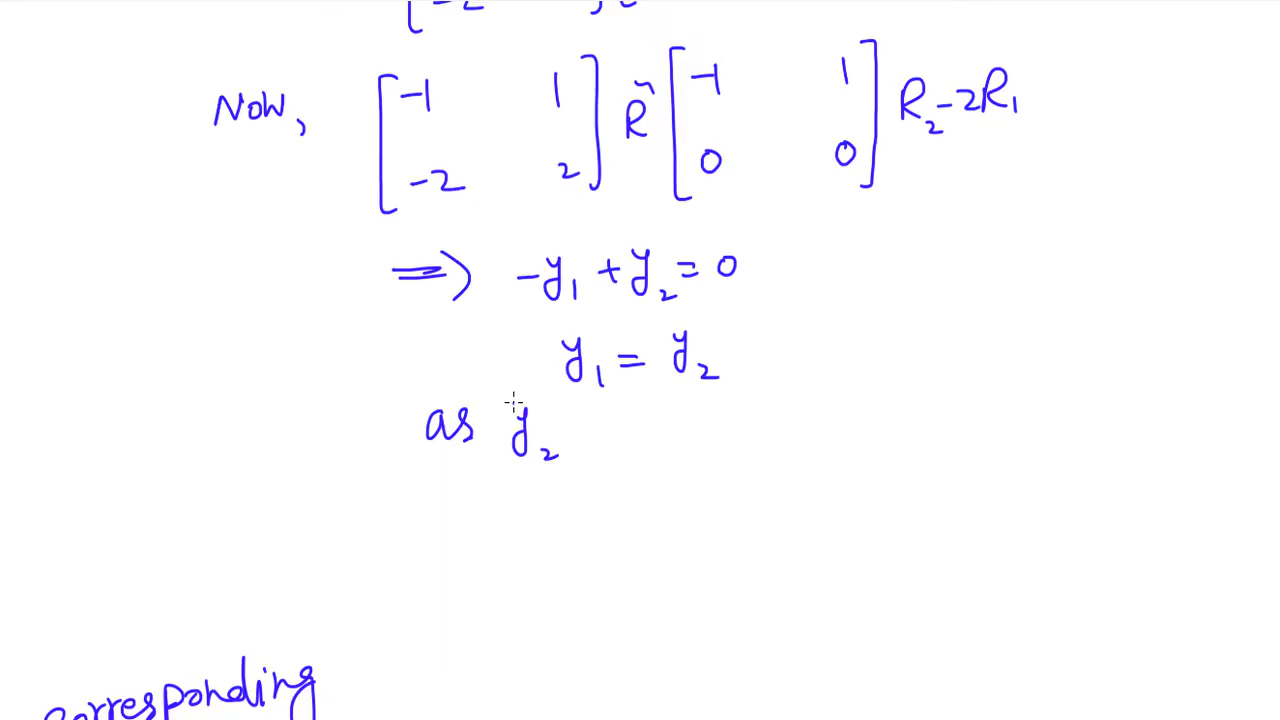 [-2
Now, [-1 1 -2 2] R~ [-1 1 0 0] R₂-2R₁
=> -y₁ + y₂ = 0
y₁ = y₂
as y₂
corresponding